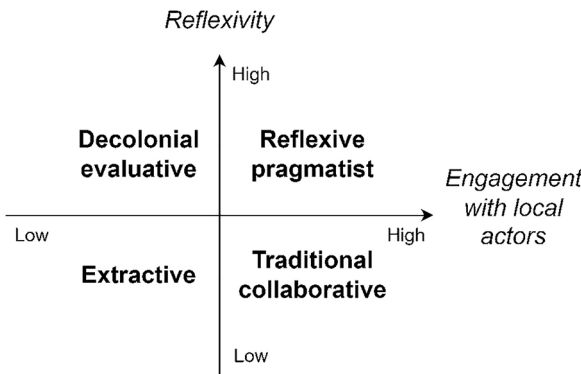 Reflexivity
High
Decolonial
evaluative
Reflexive
pragmatist
Engagement
with local
actors
Low
High
Extractive
Traditional
collaborative
Low